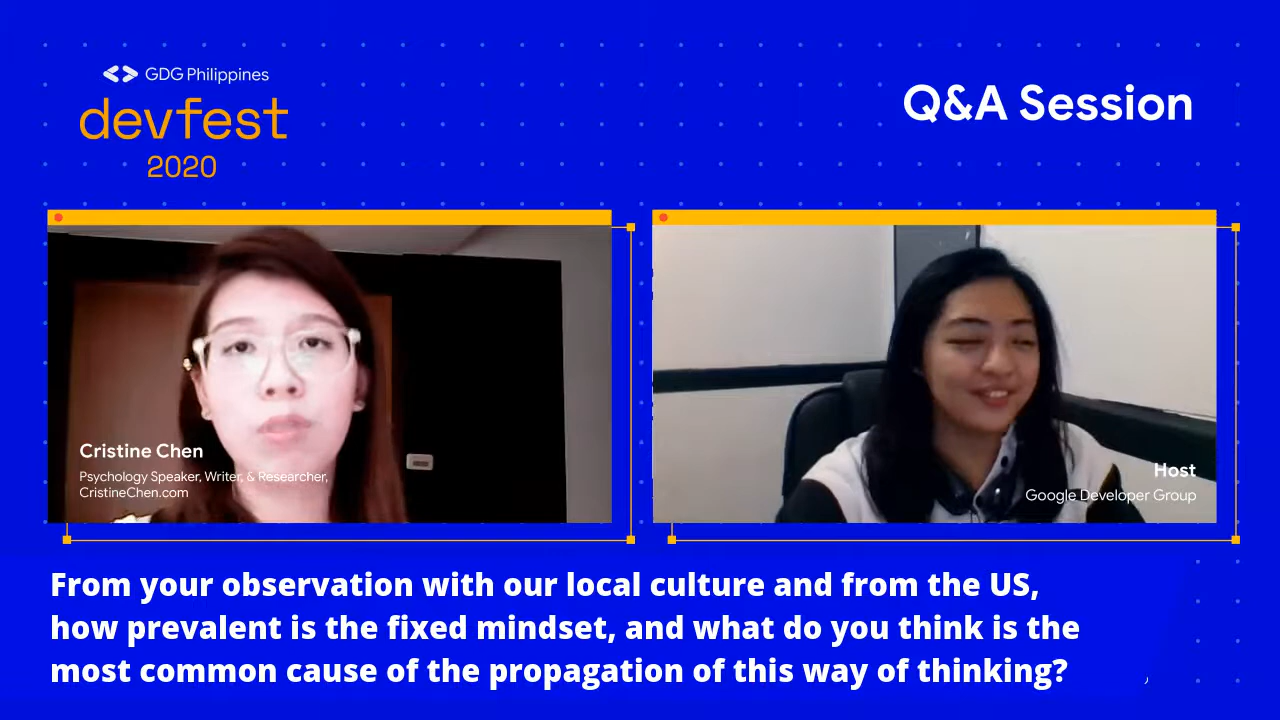 GDG Philippines
devfest
2020
Q&A Session
Cristine Chen
Psychology Speaker, Writer, & Researcher,
CristineChen.com
Host
Google Developer Group
From your observation with our local culture and from the US,
how prevalent is the fixed mindset, and what do you think is the
most common cause of the propagation of this way of thinking?